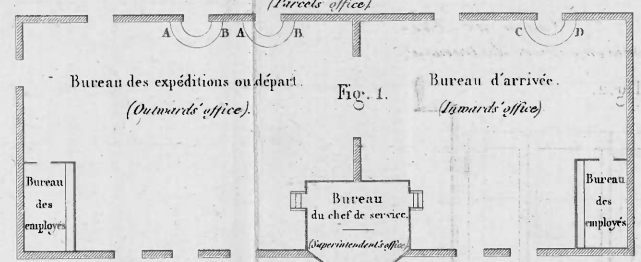 (Parcels office)
A B A B C D
Bureau des expéditions ou départ.
(Outwards' office).
Fig. 1.
Bureau d'arrivée.
(Inwards' office)
Bureau
des
employés
Bureau
du chef de service.
(Superintendent's office)
Bureau
des
employés